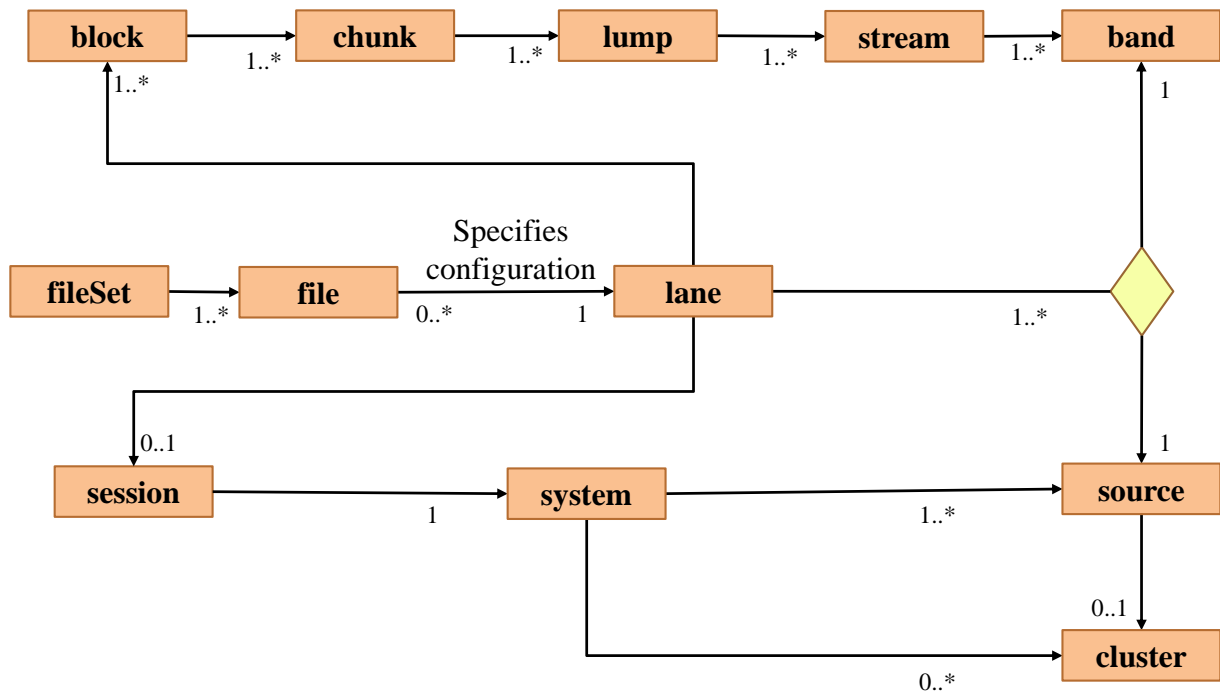 block
chunk
lump
stream
band
1..*
1..*
1..*
1..*
1..*
1
Specifies
configuration
fileSet
file
lane
1..*
0..*
1
1..*
0..1
1
session
system
source
1
1..*
0..1
cluster
0..*